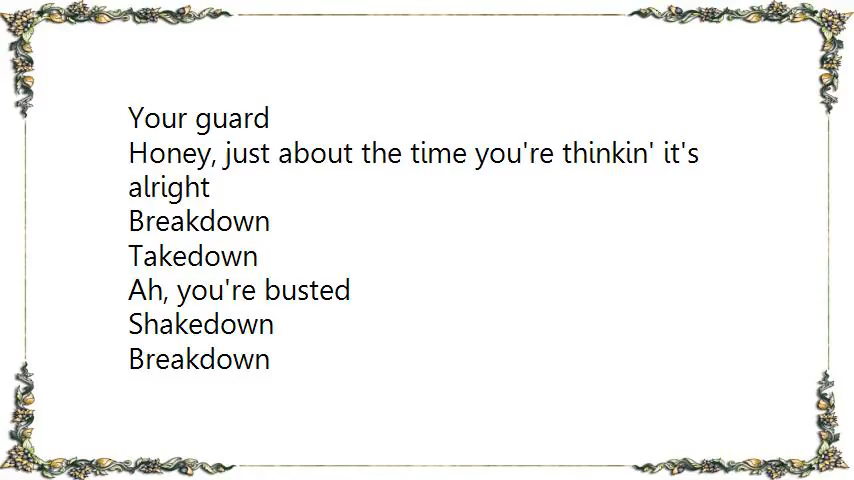 Your guard
Honey, just about the time you're thinkin' it's
alright
Breakdown
Takedown
Ah, you're busted
Shakedown
Breakdown